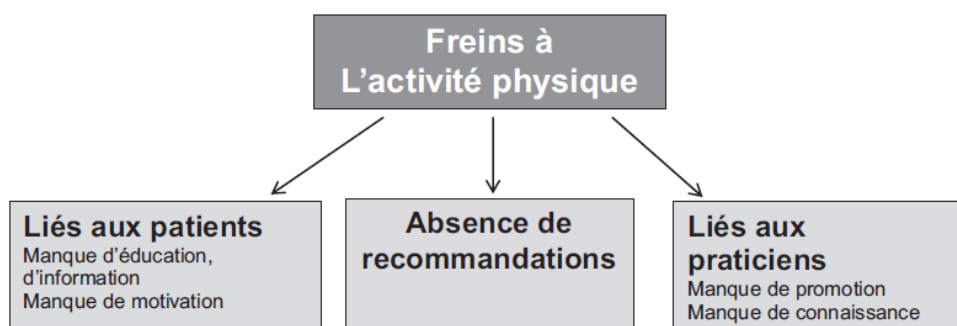 Freins à
L'activité physique
Liés aux patients
Manque d'éducation,
d'information
Manque de motivation
Absence de
recommandations
Liés aux
praticiens
Manque de promotion
Manque de connaissance